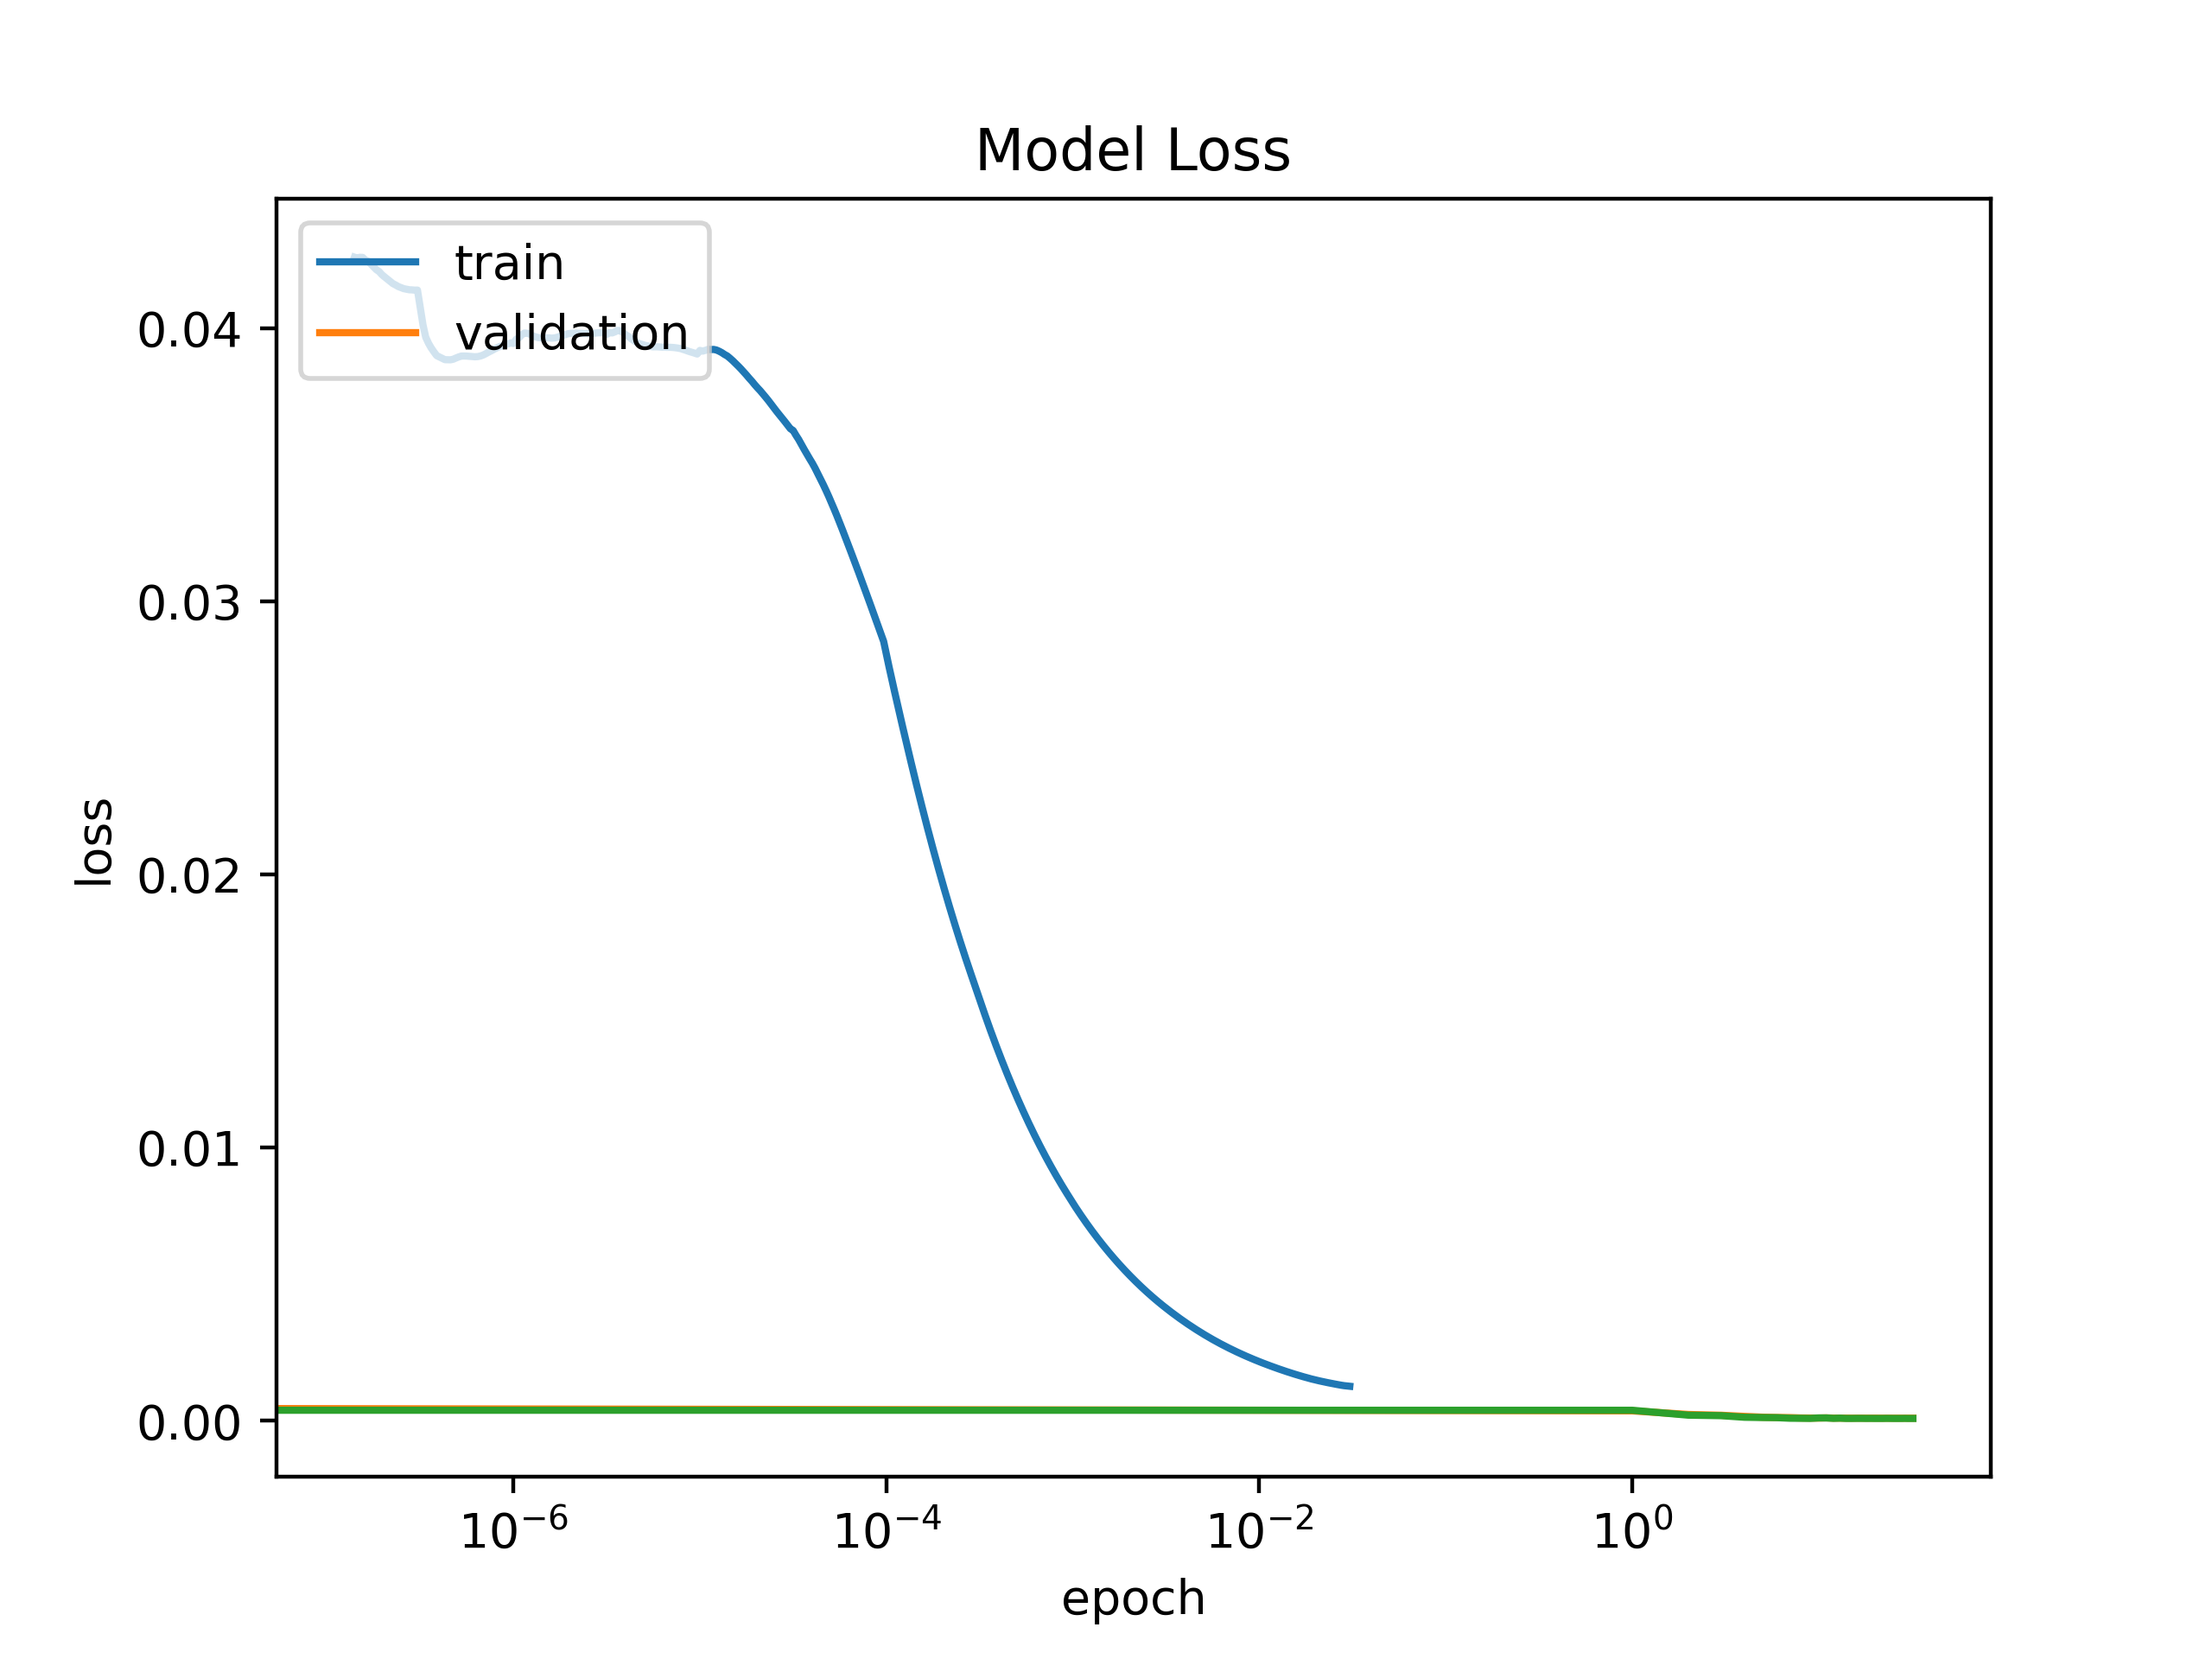 Model Loss
train
validation
0.04
0.03
0.02
0.01
0.00
loss
10⁻⁶ 10⁻⁴ 10⁻² 10⁰
epoch